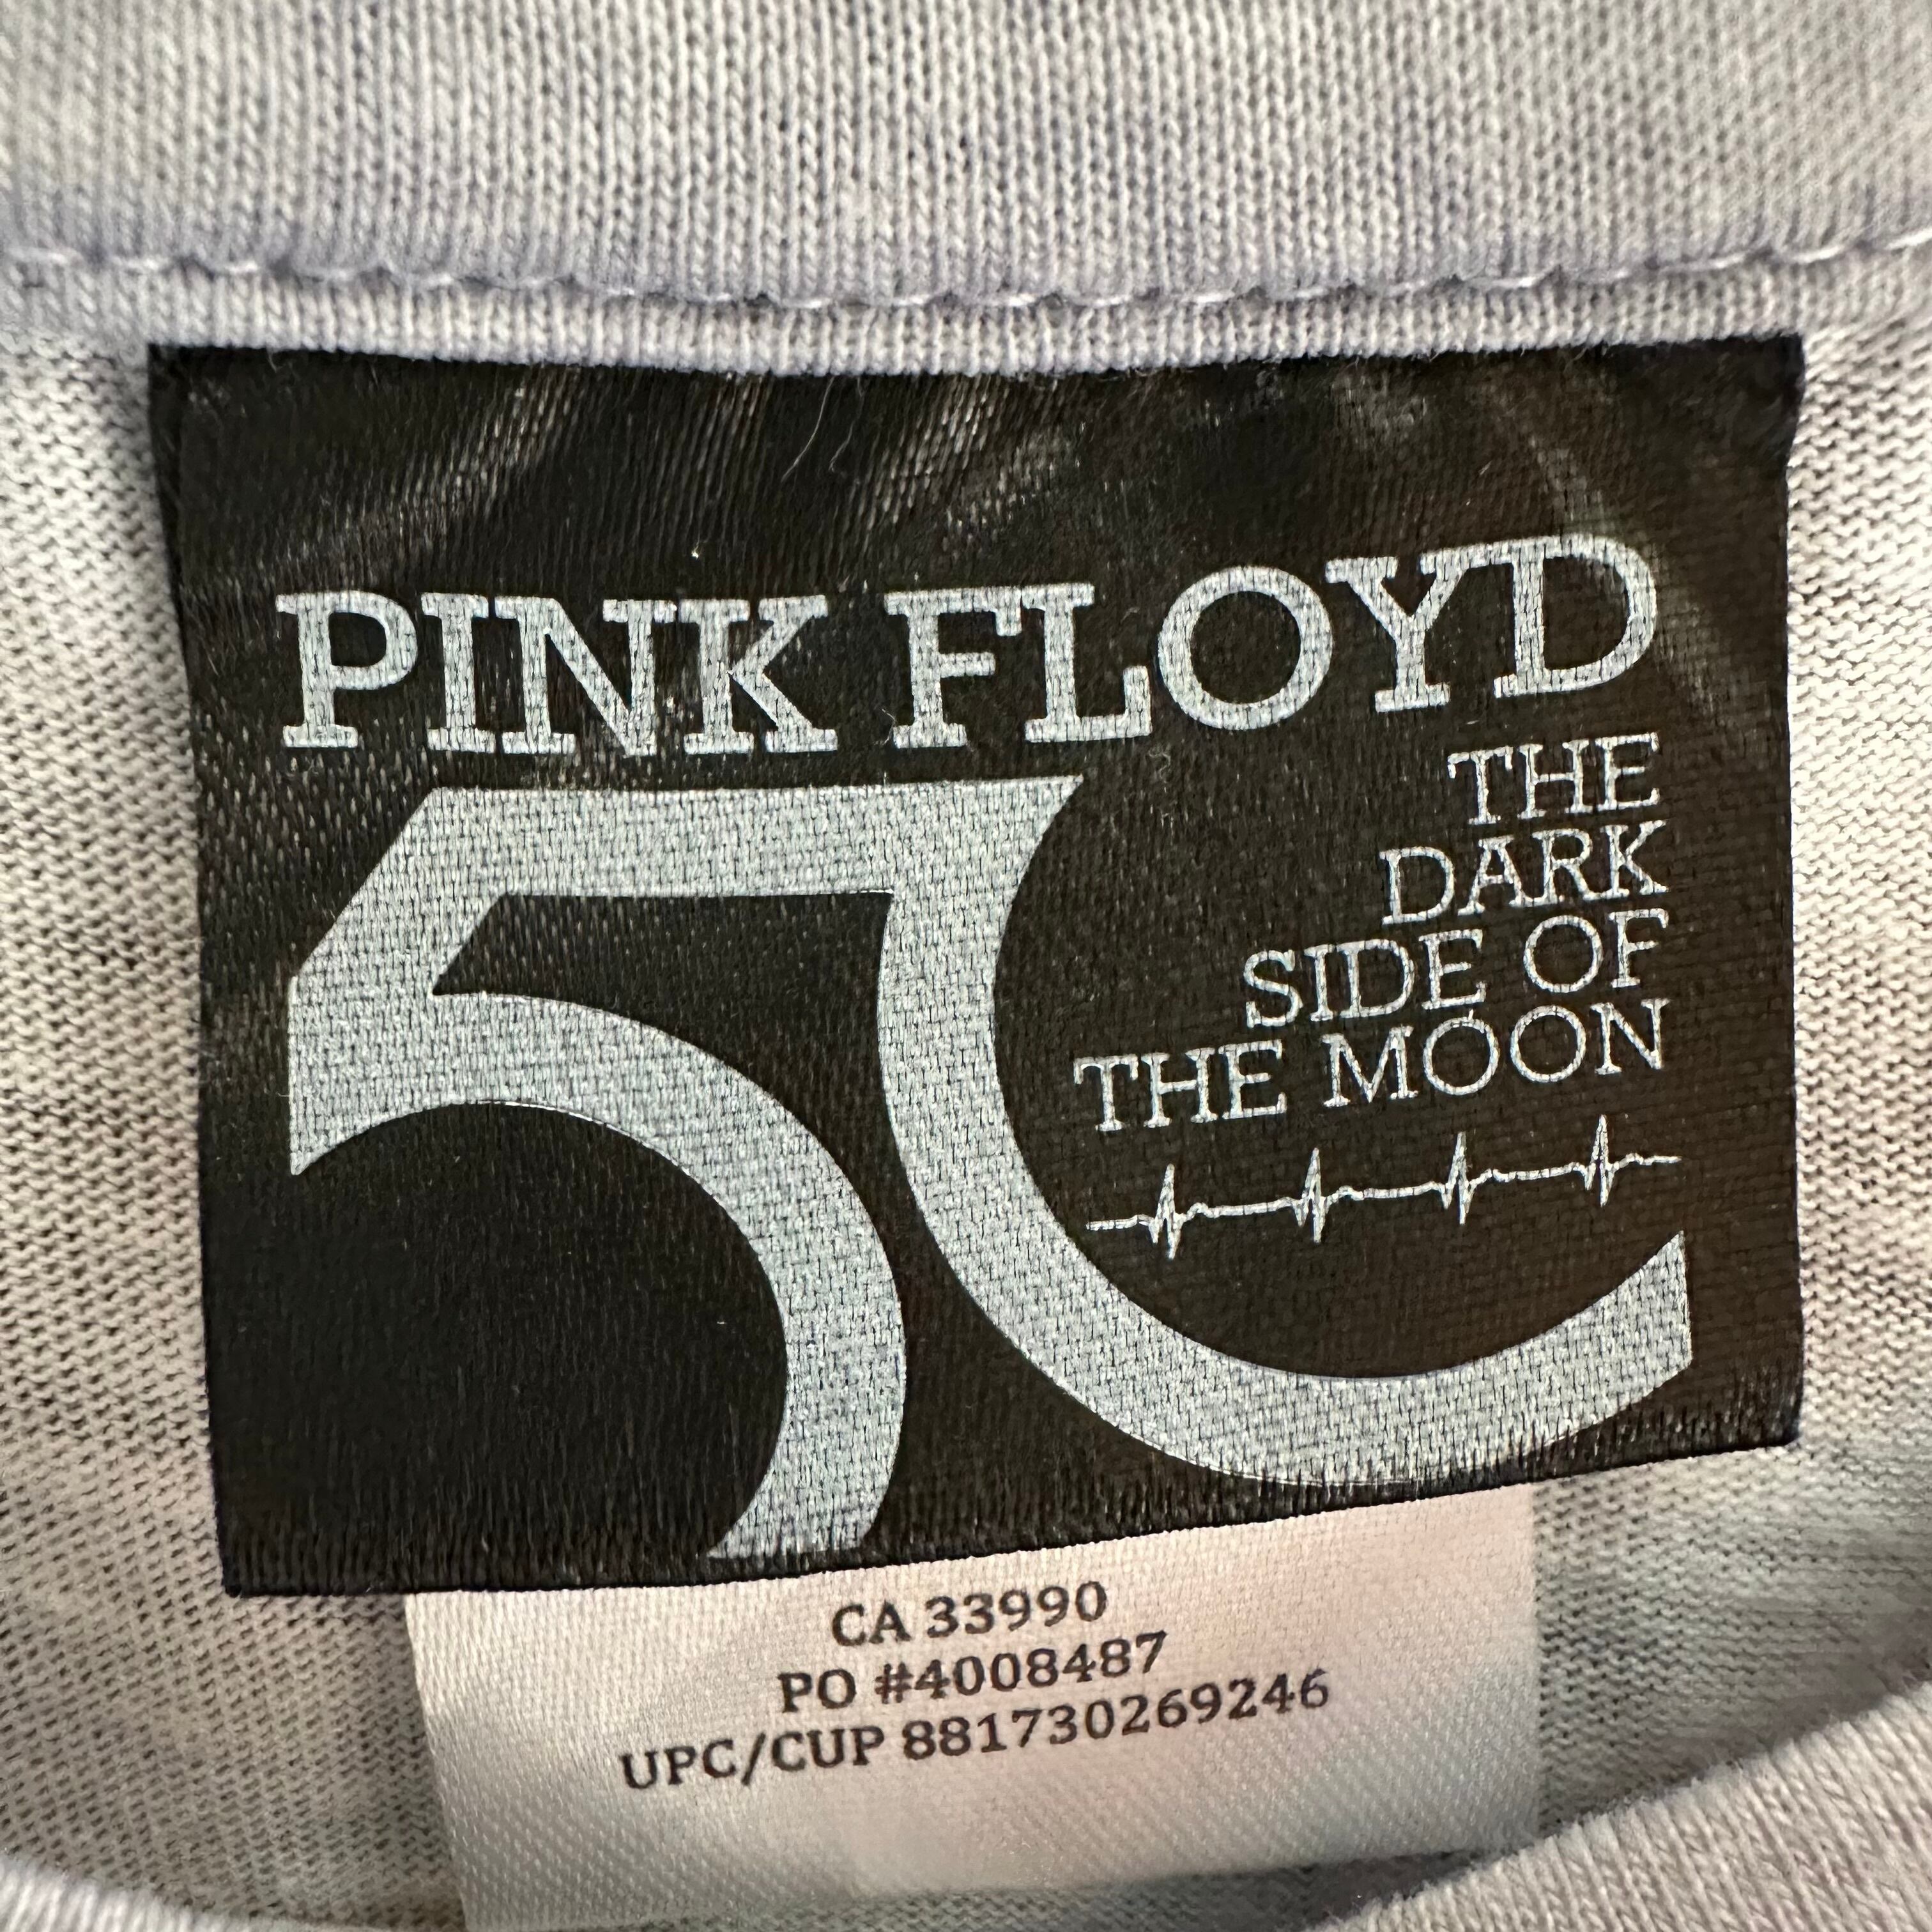 PINK FLOYD
50
THE
DARK
SIDE OF
THE MOON
CA 33990
PO #4008487
UPC/CUP 881730269246